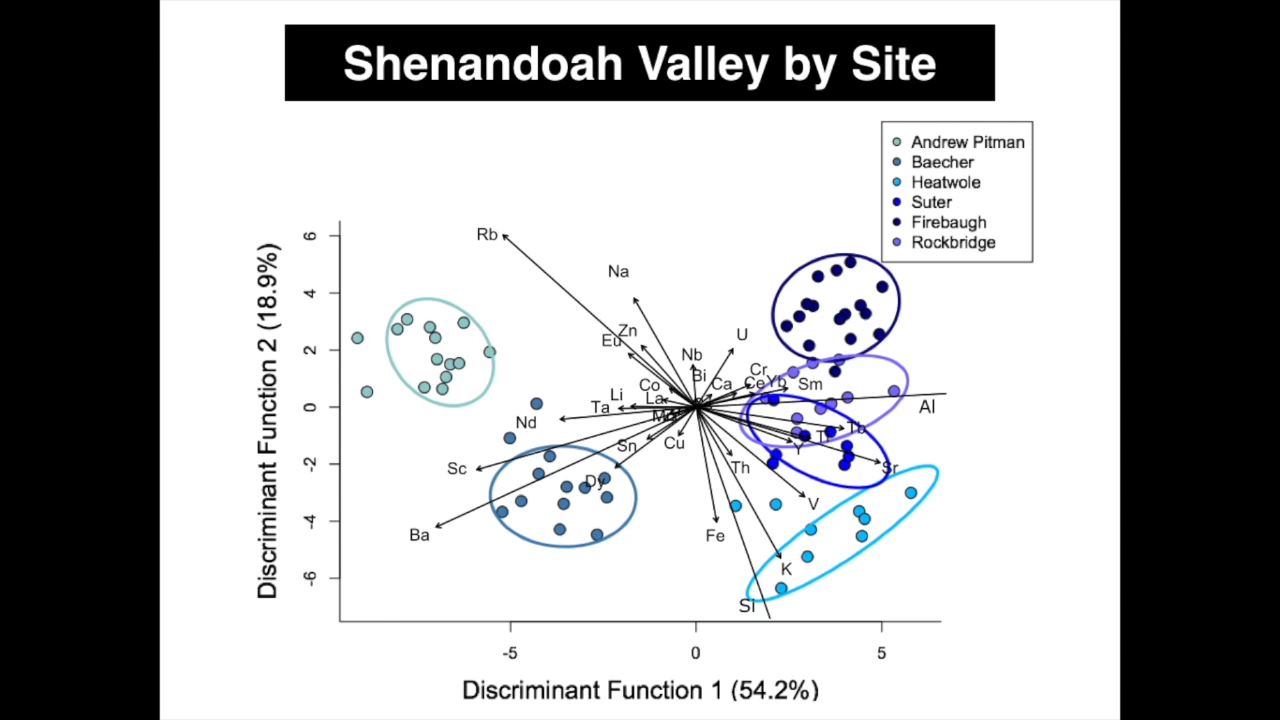 Shenandoah Valley by Site
Andrew Pitman
Baecher
Heatwole
Suter
Firebaugh
Rockbridge
Discriminant Function 2 (18.9%)
6
4
2
0
-2
-4
-6
Rb
Na
Zn
Eu
U
Nb
Bi
Cr
Ca
Ce
Yb
Sm
Co
Li
La
Ta
Al
Nd
Tb
Sn
Cu
Y
Sc
Th
Sr
Dy
V
Ba
Fe
K
Si
-5
0
5
Discriminant Function 1 (54.2%)